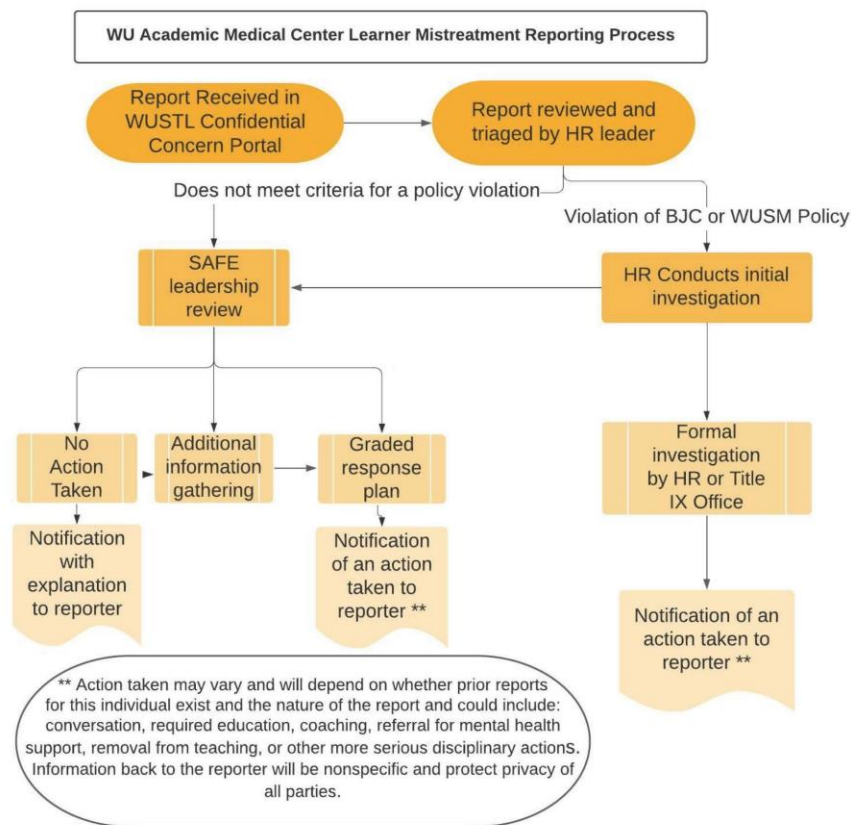 WU Academic Medical Center Learner Mistreatment Reporting Process
Report Received in
WUSTL Confidential
Concern Portal
Report reviewed and
triaged by HR leader
Does not meet criteria for a policy violation
Violation of BJC or WUSM Policy
SAFE
leadership
review
HR Conducts initial
investigation
No
Action
Taken
Additional
information
gathering
Graded
response
plan
Formal
investigation
by HR or Title
IX Office
Notification
with
explanation
to reporter
Notification
of an action
taken to
reporter **
Notification of an
action taken to
reporter **
** Action taken may vary and will depend on whether prior reports
for this individual exist and the nature of the report and could include:
conversation, required education, coaching, referral for mental health
support, removal from teaching, or other more serious disciplinary actions.
Information back to the reporter will be nonspecific and protect privacy of
all parties.